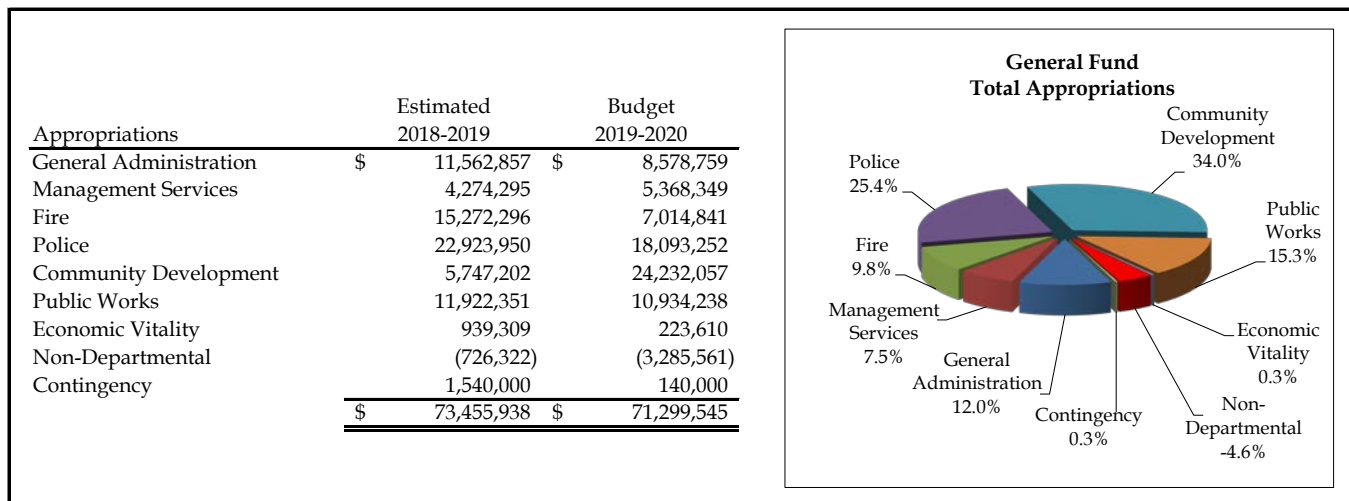 Estimated Budget
Appropriations 2018-2019 2019-2020
General Administration $ 11,562,857 $ 8,578,759
Management Services 4,274,295 5,368,349
Fire 15,272,296 7,014,841
Police 22,923,950 18,093,252
Community Development 5,747,202 24,232,057
Public Works 11,922,351 10,934,238
Economic Vitality 939,309 223,610
Non-Departmental (726,322) (3,285,561)
Contingency 1,540,000 140,000
$ 73,455,938 $ 71,299,545
General Fund
Total Appropriations
Community
Development
34.0%
Police
25.4%
Public
Works
15.3%
Fire
9.8%
Management
Services
7.5%
Economic
Vitality
0.3%
General
Administration
12.0%
Contingency
0.3%
Non-
Departmental
-4.6%